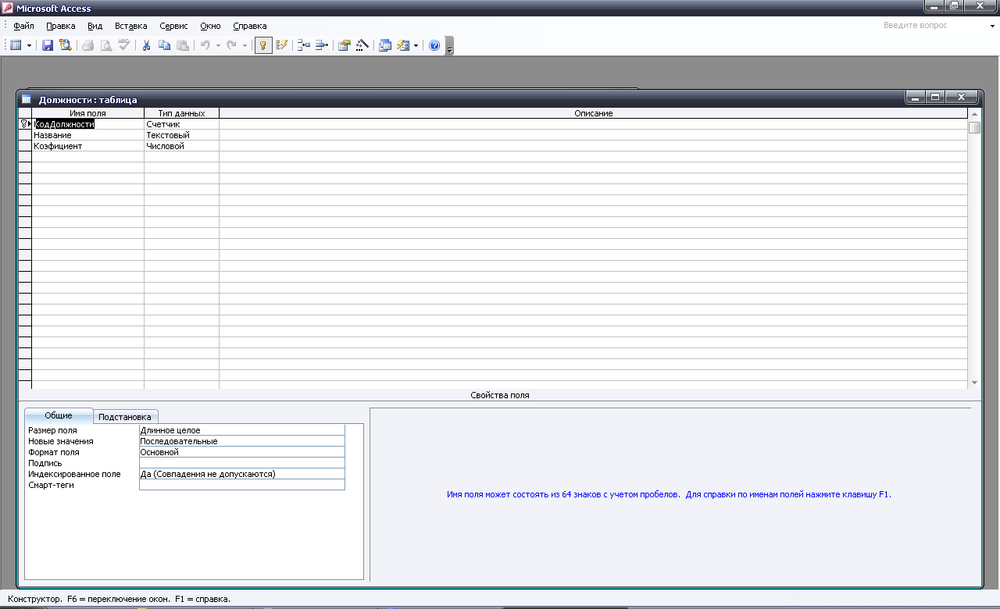 Microsoft Access
Файл Правка Вид Вставка Сервис Окно Справка Введите вопрос
Должности : таблица
Имя поля Тип данных Описание
КодДолжности Счетчик
Название Текстовый
Коэфициент Числовой
Свойства поля
Общие Подстановка
Размер поля Длинное целое
Новые значения Последовательные
Формат поля Основной
Подпись
Индексированное поле Да (Совпадения не допускаются)
Смарт-теги
Имя поля может состоять из 64 знаков с учетом пробелов. Для справки по именам полей нажмите клавишу F1.
Конструктор. F6 = переключение окон. F1 = справка.